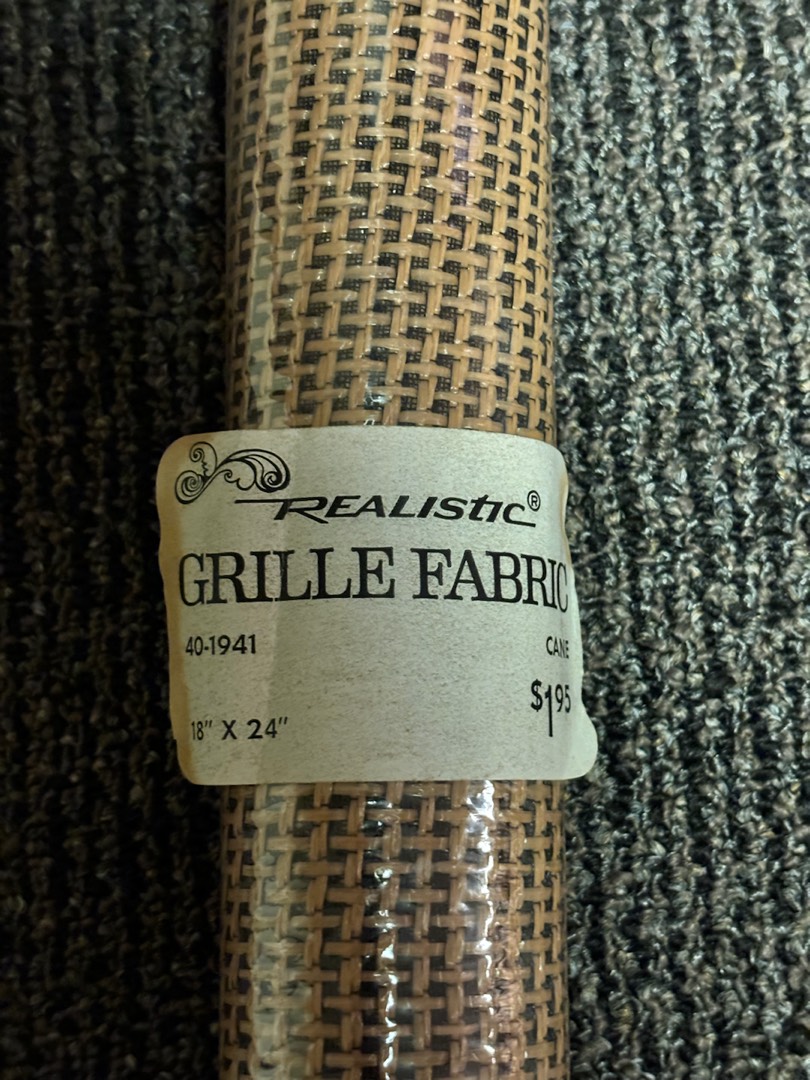 REALISTIC®
GRILLE FABRIC
40-1941 CANE
$1.95
18" X 24"